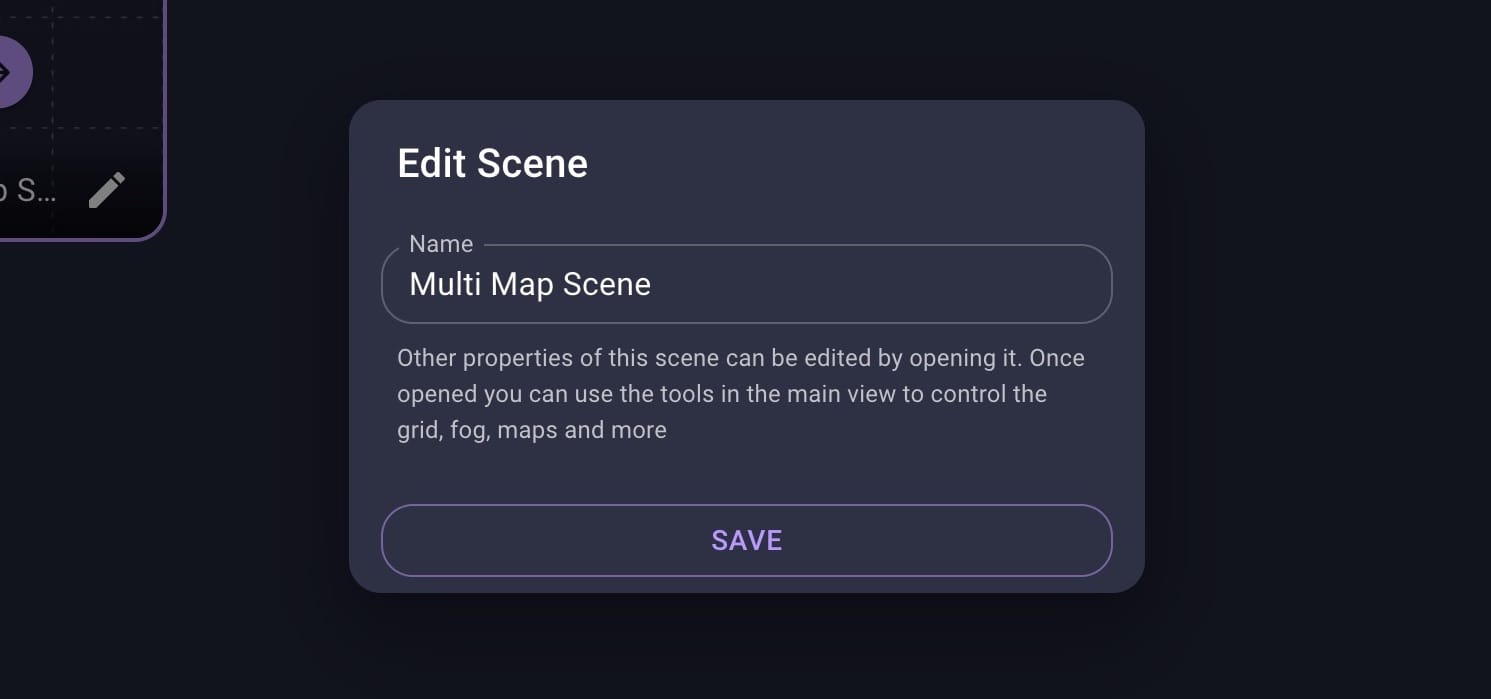 S...
Edit Scene
Name
Multi Map Scene
Other properties of this scene can be edited by opening it. Once
opened you can use the tools in the main view to control the
grid, fog, maps and more
SAVE